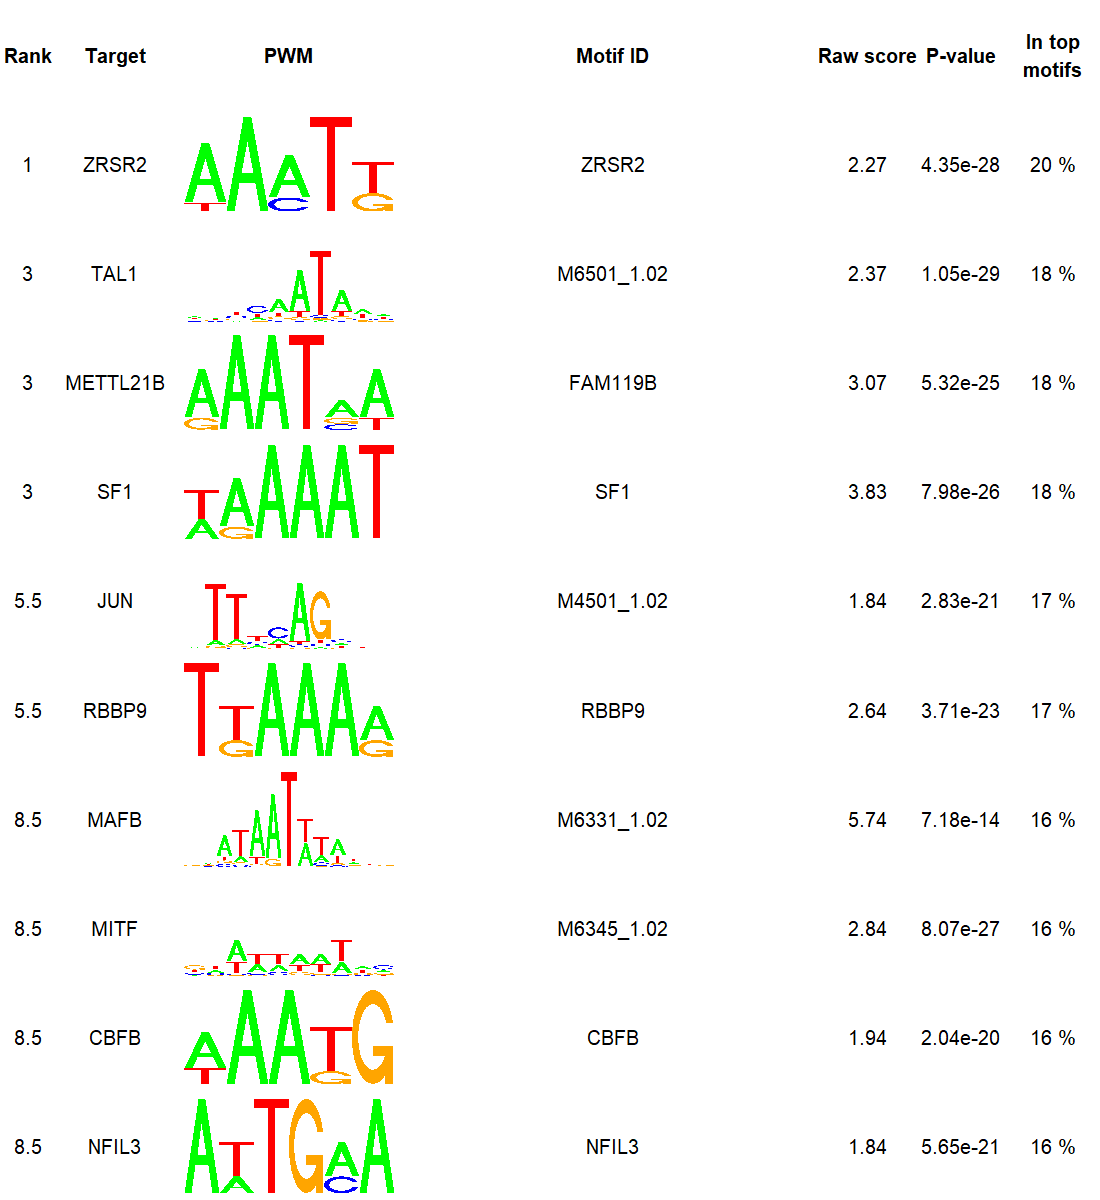 Rank Target PWM Motif ID Raw score P-value In top motifs
1 ZRSR2 ZRSR2 2.27 4.35e-28 20 %
3 TAL1 M6501_1.02 2.37 1.05e-29 18 %
3 METTL21B FAM119B 3.07 5.32e-25 18 %
3 SF1 SF1 3.83 7.98e-26 18 %
5.5 JUN M4501_1.02 1.84 2.83e-21 17 %
5.5 RBBP9 RBBP9 2.64 3.71e-23 17 %
8.5 MAFB M6331_1.02 5.74 7.18e-14 16 %
8.5 MITF M6345_1.02 2.84 8.07e-27 16 %
8.5 CBFB CBFB 1.94 2.04e-20 16 %
8.5 NFIL3 NFIL3 1.84 5.65e-21 16 %